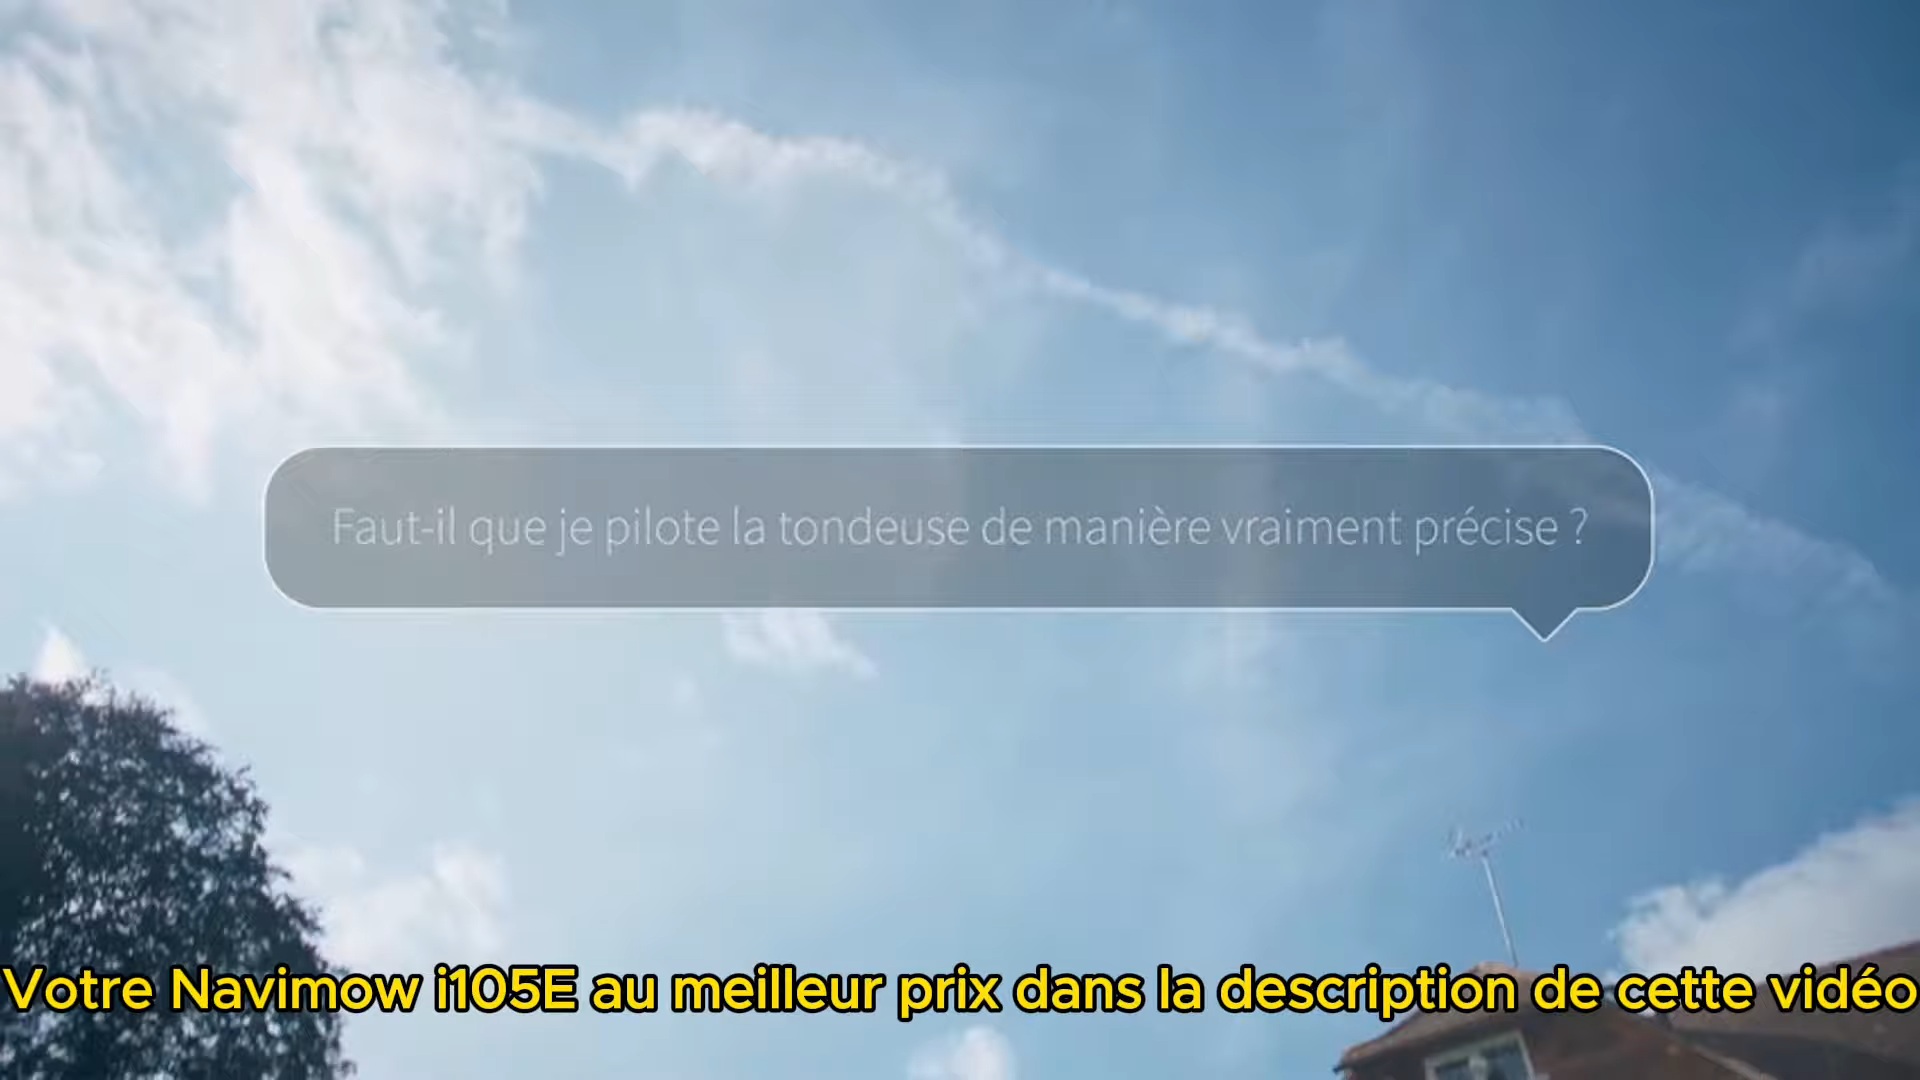 Faut-il que je pilote la tondeuse de manière vraiment précise ?
Votre Navimow i105E au meilleur prix dans la description de cette vidéo